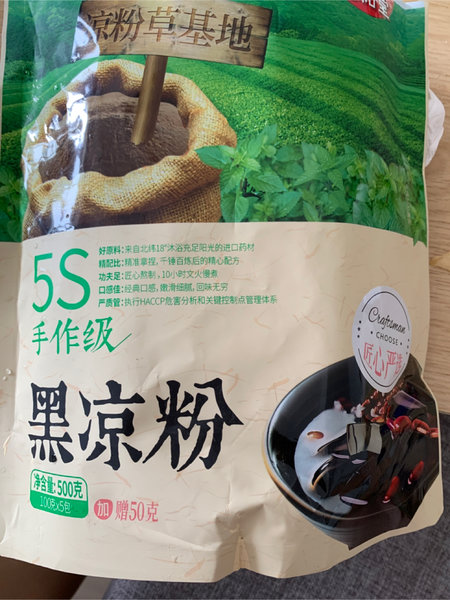 凉粉草基地
5S
手作级
好原料:来自北纬18°沐浴充足阳光的进口药材
精配比:精准拿捏,千锤百炼后的精心配方
功夫足:匠心熬制,10小时文火慢煮
口感佳:经典口感,嫩滑细腻,回味无穷
严质管:执行HACCP危害分析和关键控制点管理体系
Craftsman
CHOOSE
匠心严选
黑凉粉
净含量:500克
100克×5包
加 赠50克